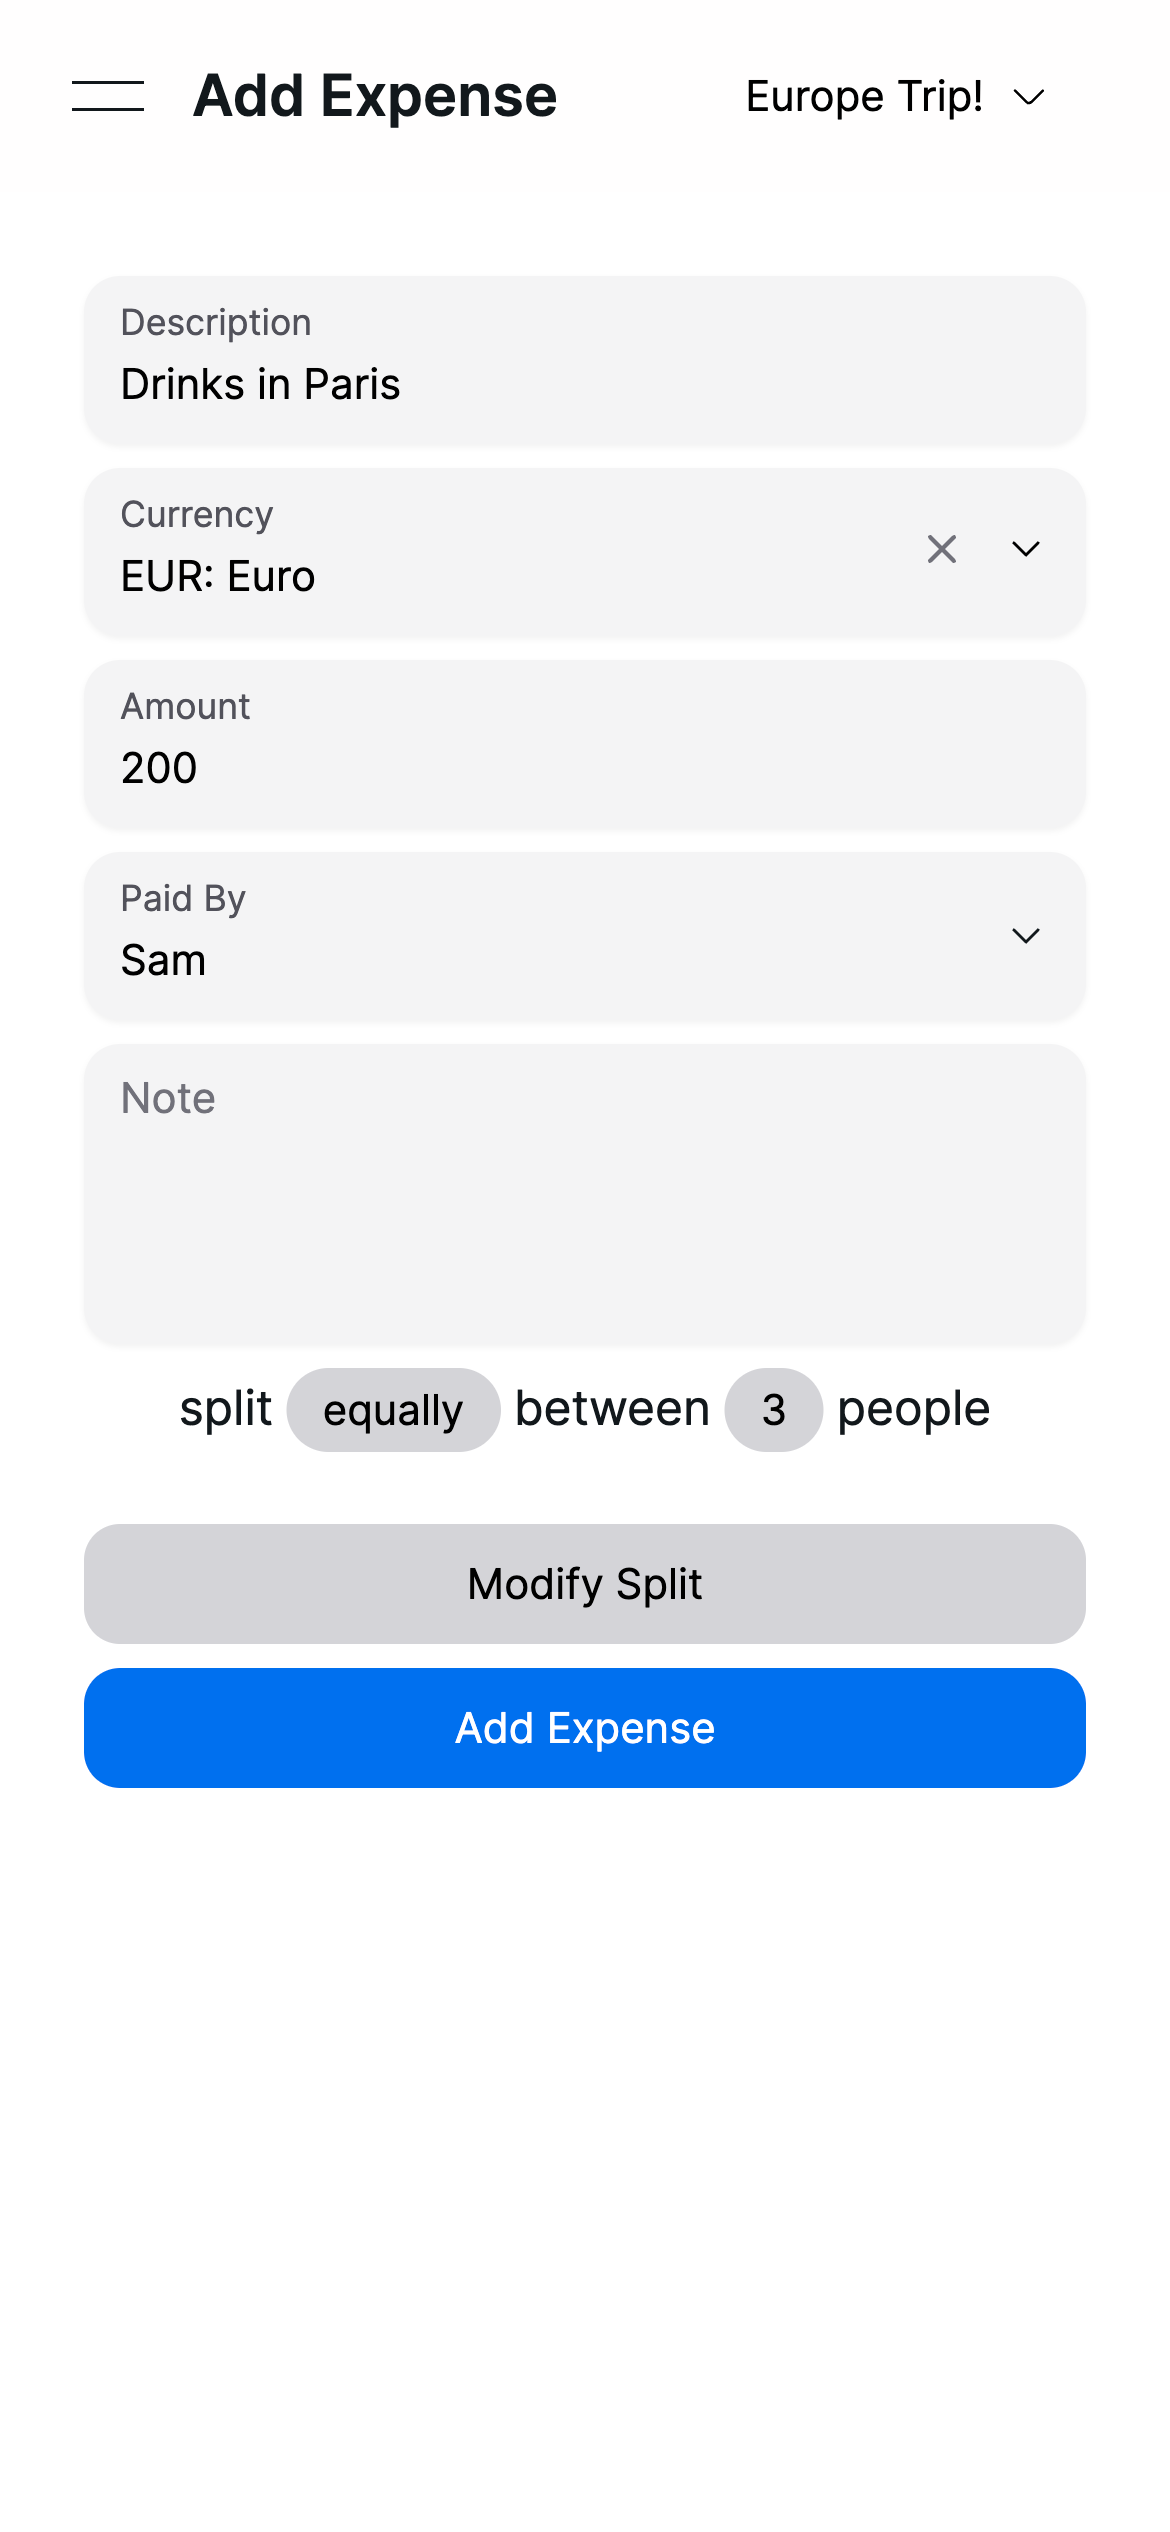 Add Expense Europe Trip!
Description
Drinks in Paris
Currency
EUR: Euro
Amount
200
Paid By
Sam
Note
split equally between 3 people
Modify Split
Add Expense